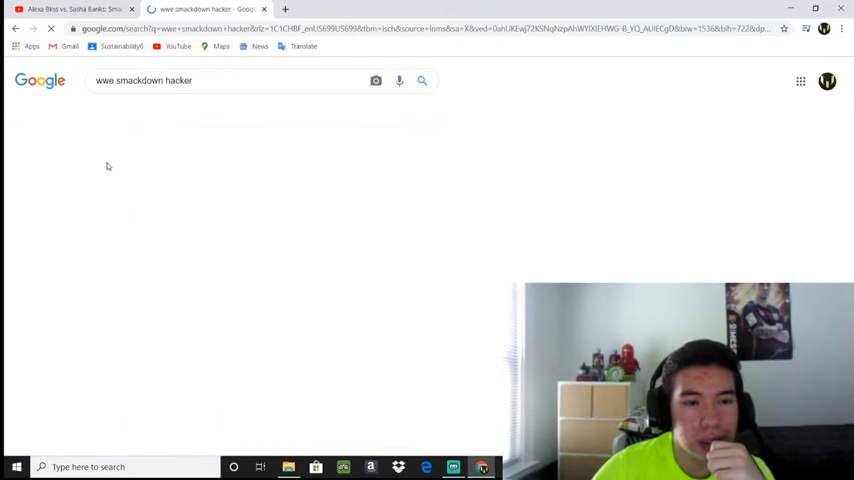 Alexa Bliss vs. Sasha Banks: Smac
wwe smackdown hacker - Googl
google.com/search?q=wwe+smackdown+hacker&rlz=1C1CHBF_enUS699US699&tbm=isch&source=lnms&sa=X&ved=0ahUKEwj72KSNqNzpAhWYlXIEHWG-B_YQ_AUIECgD&biw=1536&bih=722&dp...
Apps Gmail Sustainability6 YouTube Maps News Translate
Google wwe smackdown hacker
Type here to search